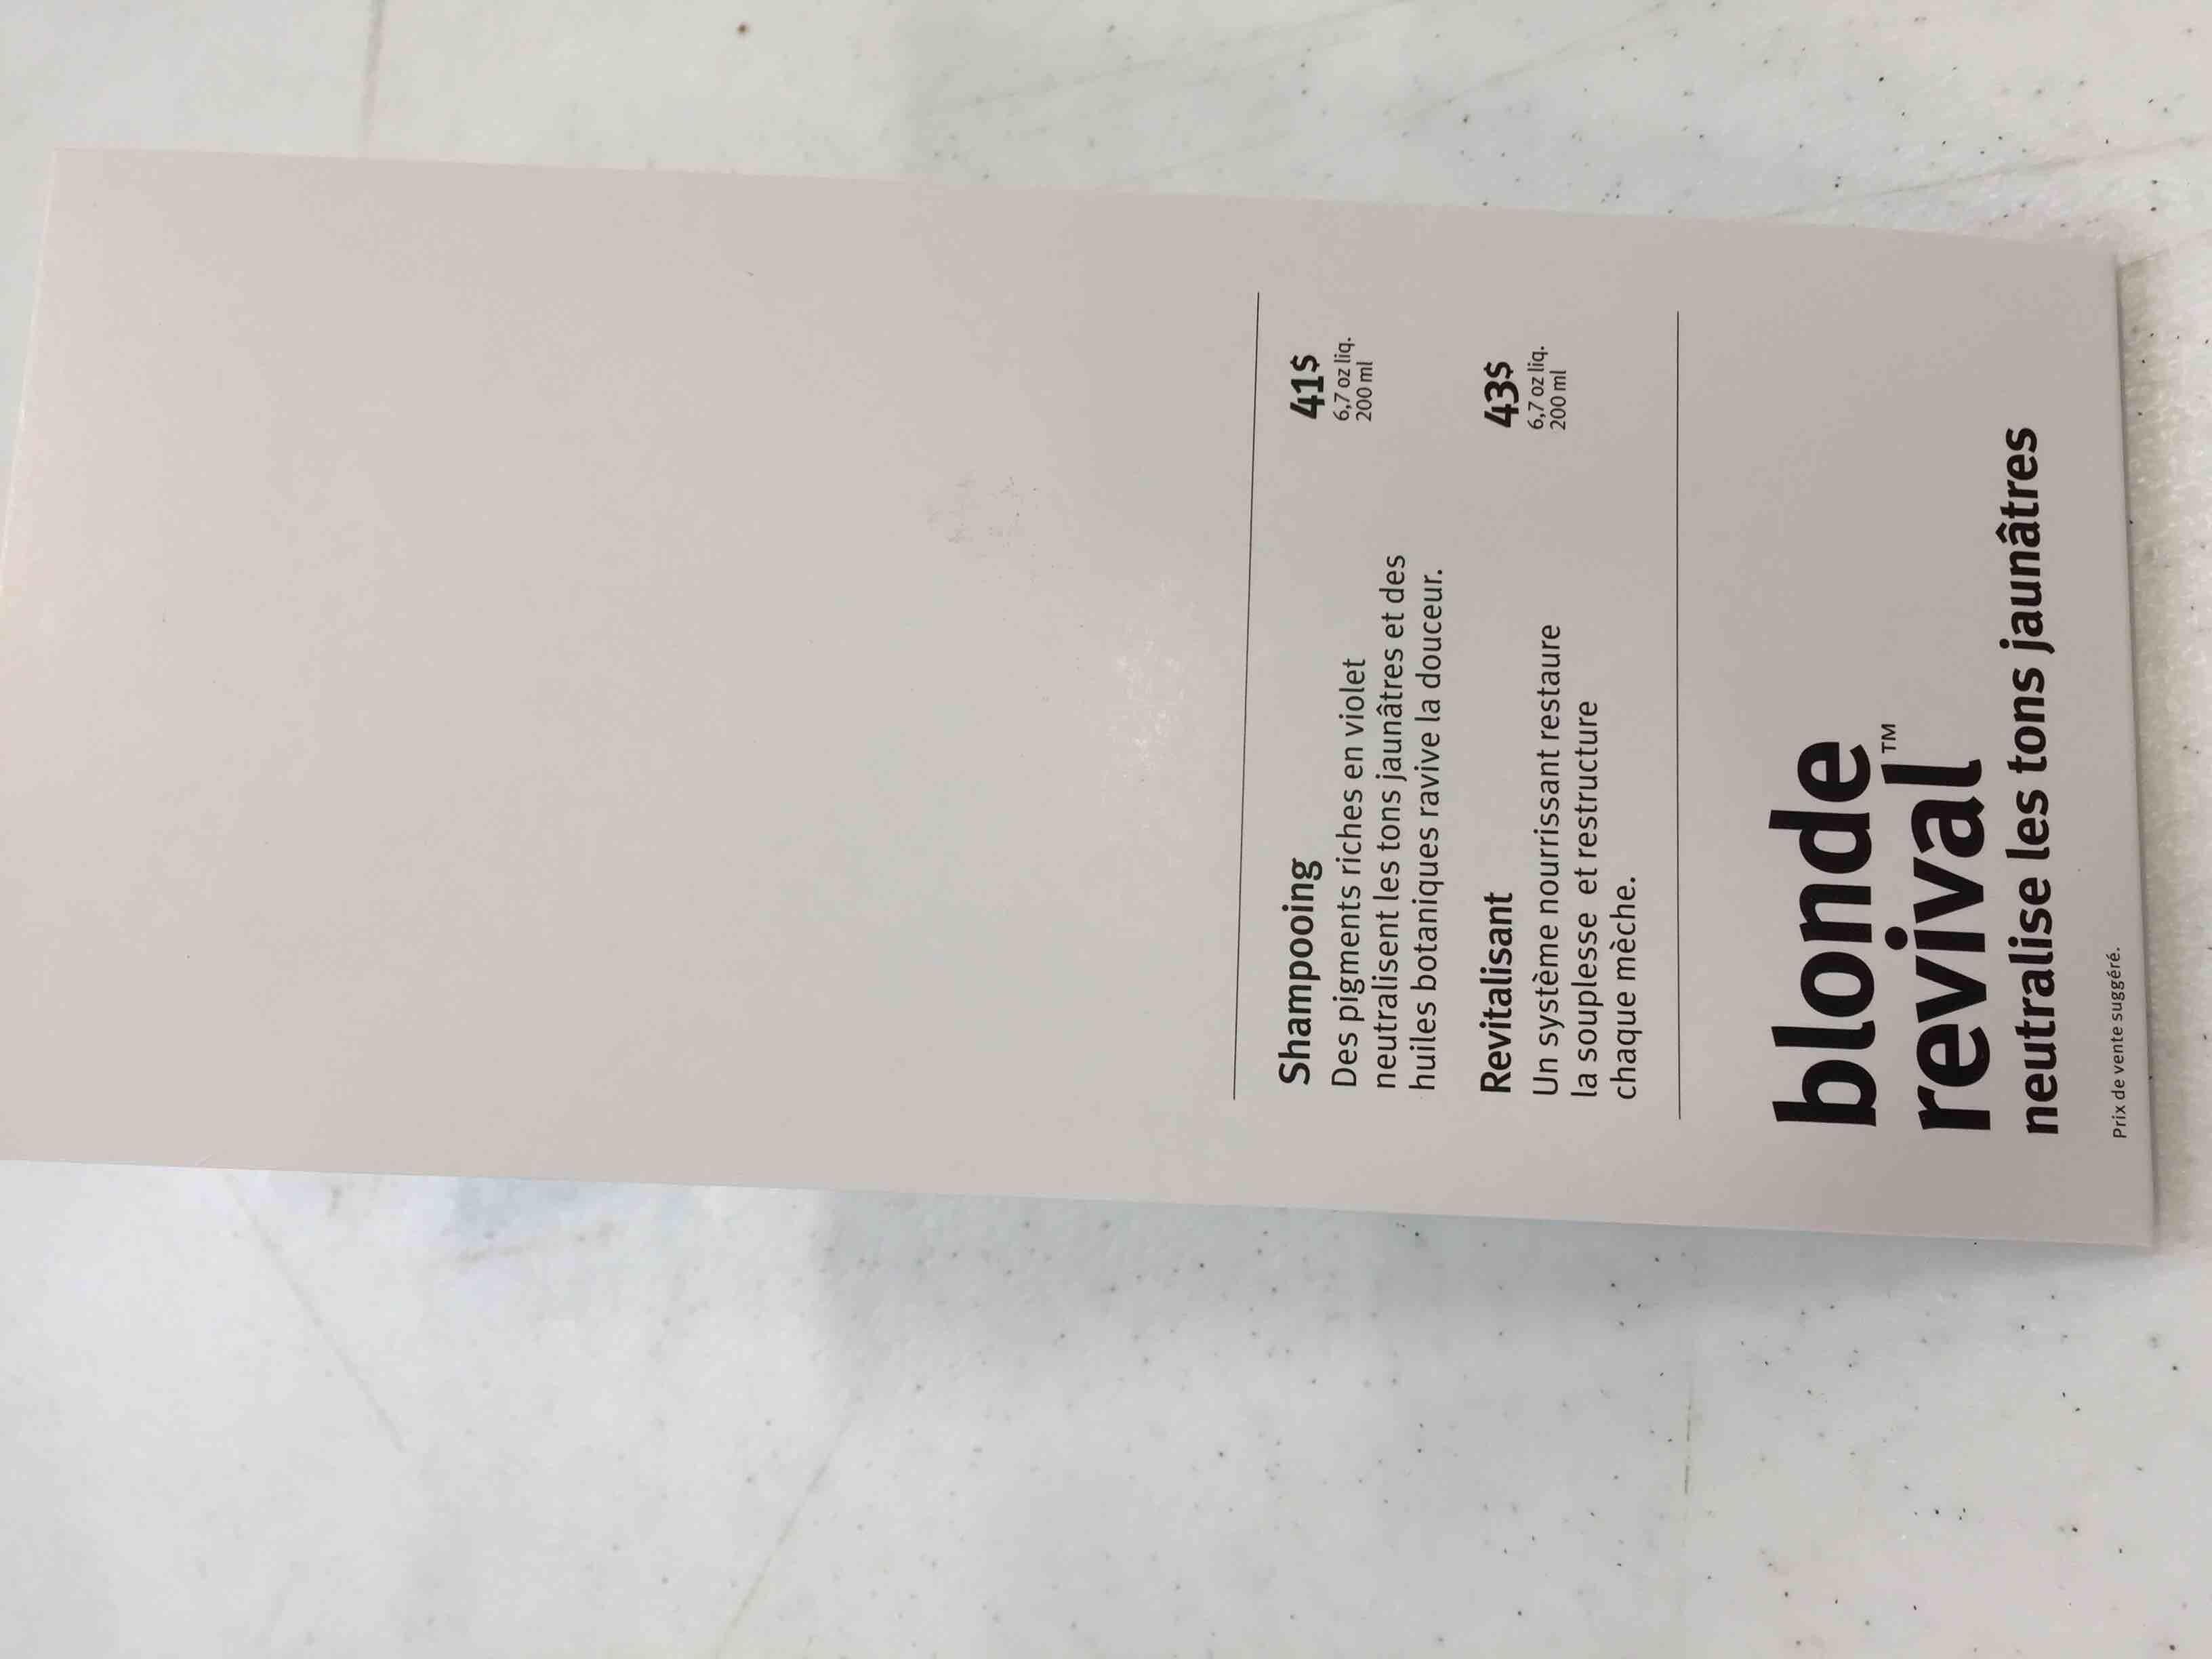 Shampooing
41$
6,7 oz liq.
200 ml
Des pigments riches en violet
neutralisent les tons jaunâtres et des
huiles botaniques ravive la douceur.
Revitalisant
43$
6,7 oz liq.
200 ml
Un système nourrissant restaure
la souplesse et restructure
chaque mèche.
blonde
revival™
neutralise les tons jaunâtres
Prix de vente suggéré.